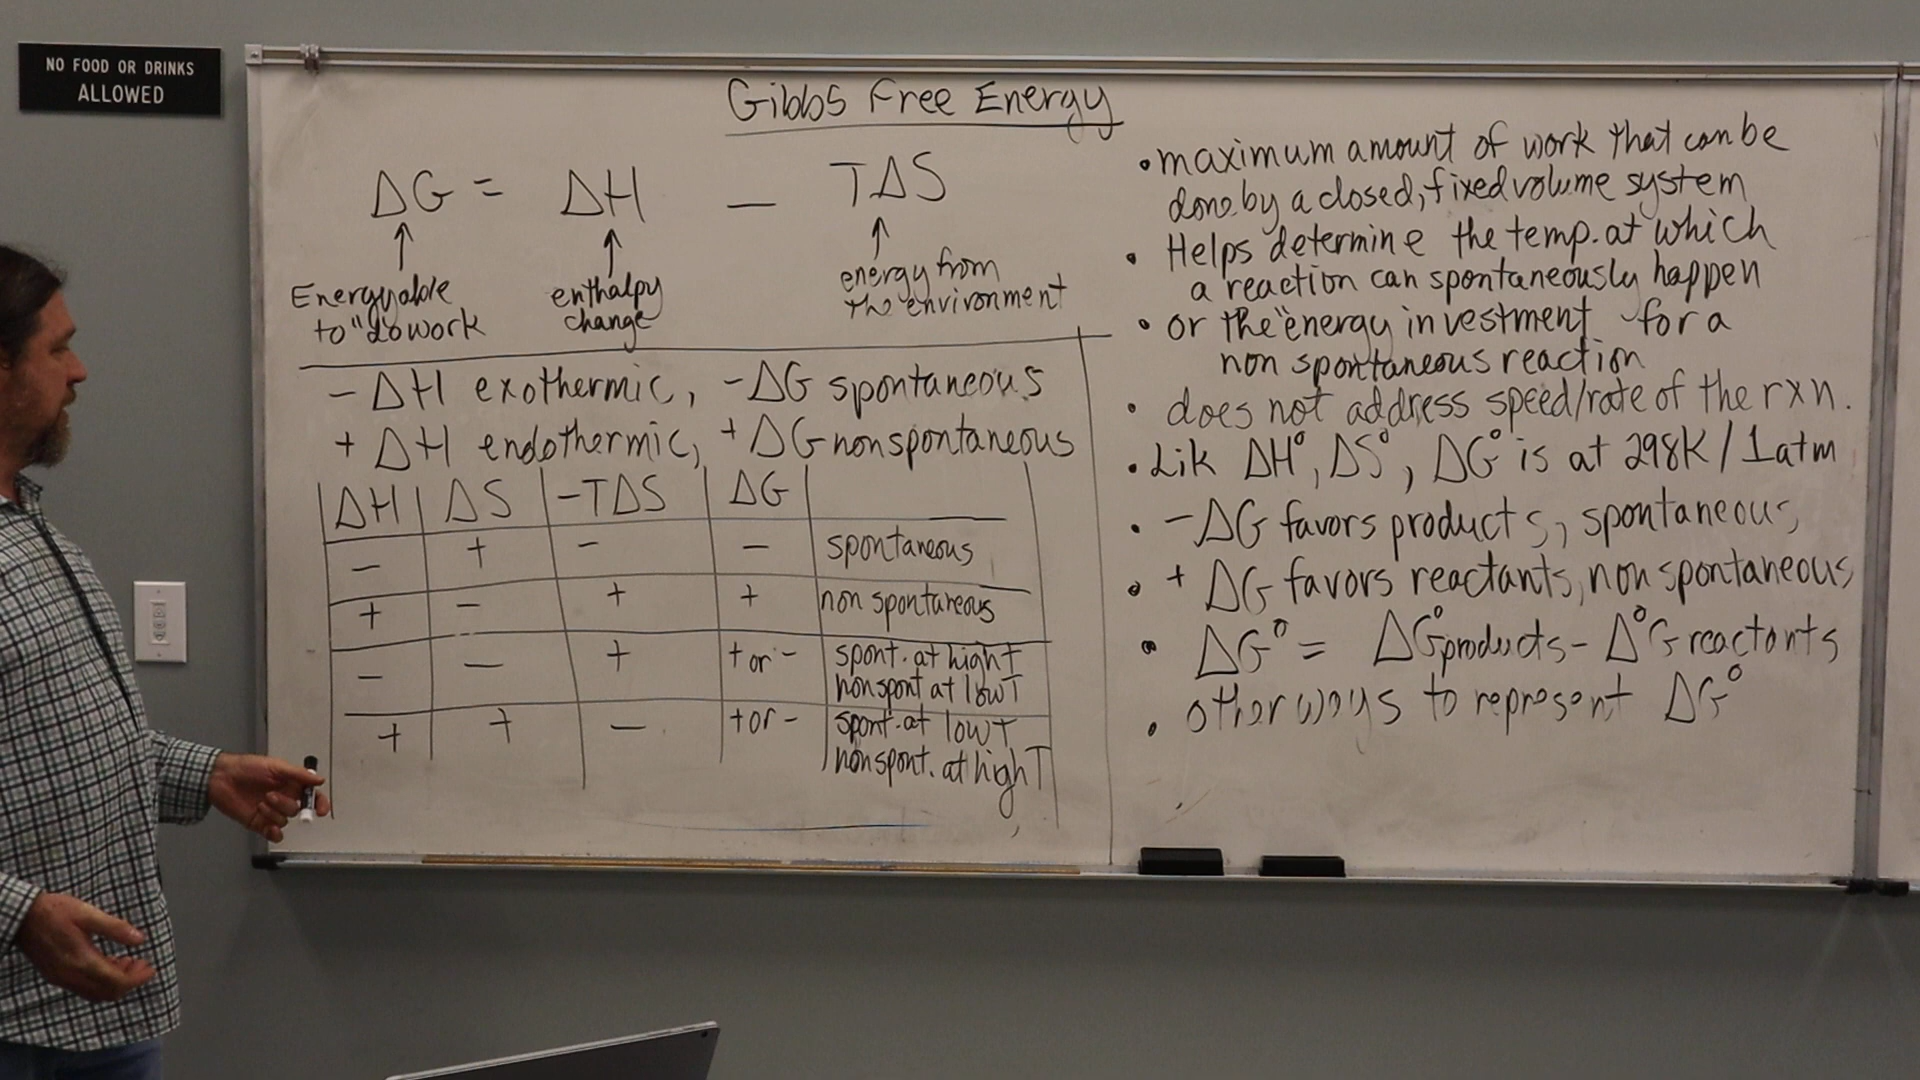 NO FOOD OR DRINKS
ALLOWED
Gibbs Free Energy
ΔG = ΔH — TΔS
↑ ↑ ↑
Energy able
to "do work
enthalpy
change
energy from
the environment
- ΔH exothermic, -ΔG spontaneous
+ ΔH endothermic, + ΔG nonspontaneous
ΔH ΔS -TΔS ΔG
— + — — spontaneous
+ — + + non spontaneous
— — + + or - spont. at high T
nonspont at low T
+ + — + or - spont. at low T
nonspont. at high T
• maximum amount of work that can be
done by a closed, fixed volume system
• Helps determine the temp. at which
a reaction can spontaneously happen
• or the "energy investment for a
non spontaneous reaction
• does not address speed/rate of the rxn.
• Lik ΔH°, ΔS°, ΔG° is at 298K / 1atm
• -ΔG favors products, spontaneous,
• + ΔG favors reactants, non spontaneous,
• ΔG° = ΔG°products - Δ°G reactants
• other ways to represent ΔG°